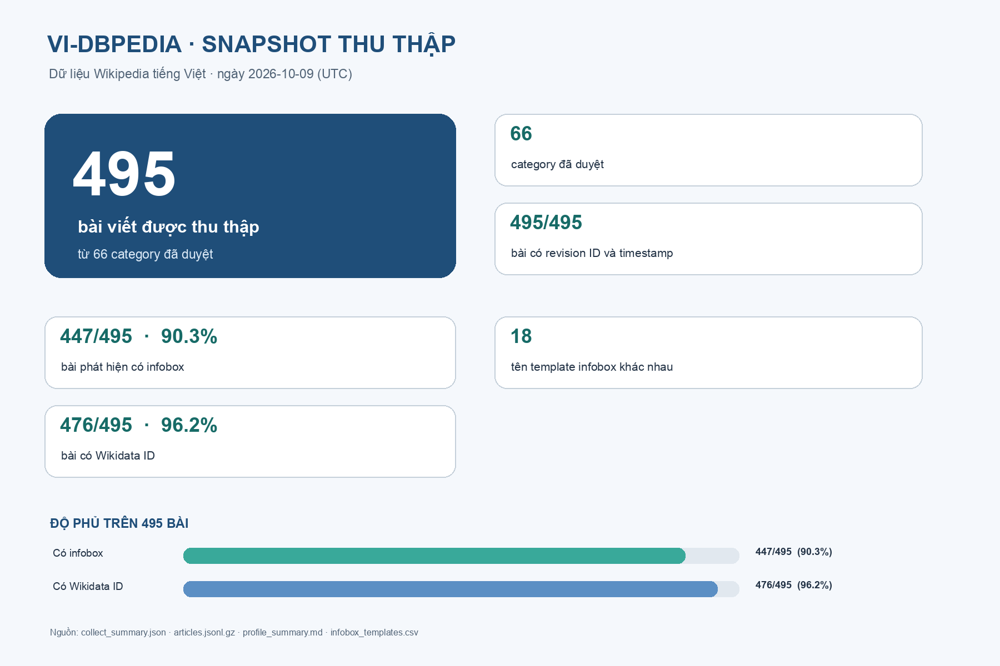 VI-DBPEDIA · SNAPSHOT THU THẬP
Dữ liệu Wikipedia tiếng Việt · ngày 2026-10-09 (UTC)
495
bài viết được thu thập
từ 66 category đã duyệt
66
category đã duyệt
495/495
bài có revision ID và timestamp
447/495 · 90.3%
bài phát hiện có infobox
18
tên template infobox khác nhau
476/495 · 96.2%
bài có Wikidata ID
ĐỘ PHỦ TRÊN 495 BÀI
Có infobox 447/495 (90.3%)
Có Wikidata ID 476/495 (96.2%)
Nguồn: collect_summary.json · articles.jsonl.gz · profile_summary.md · infobox_templates.csv